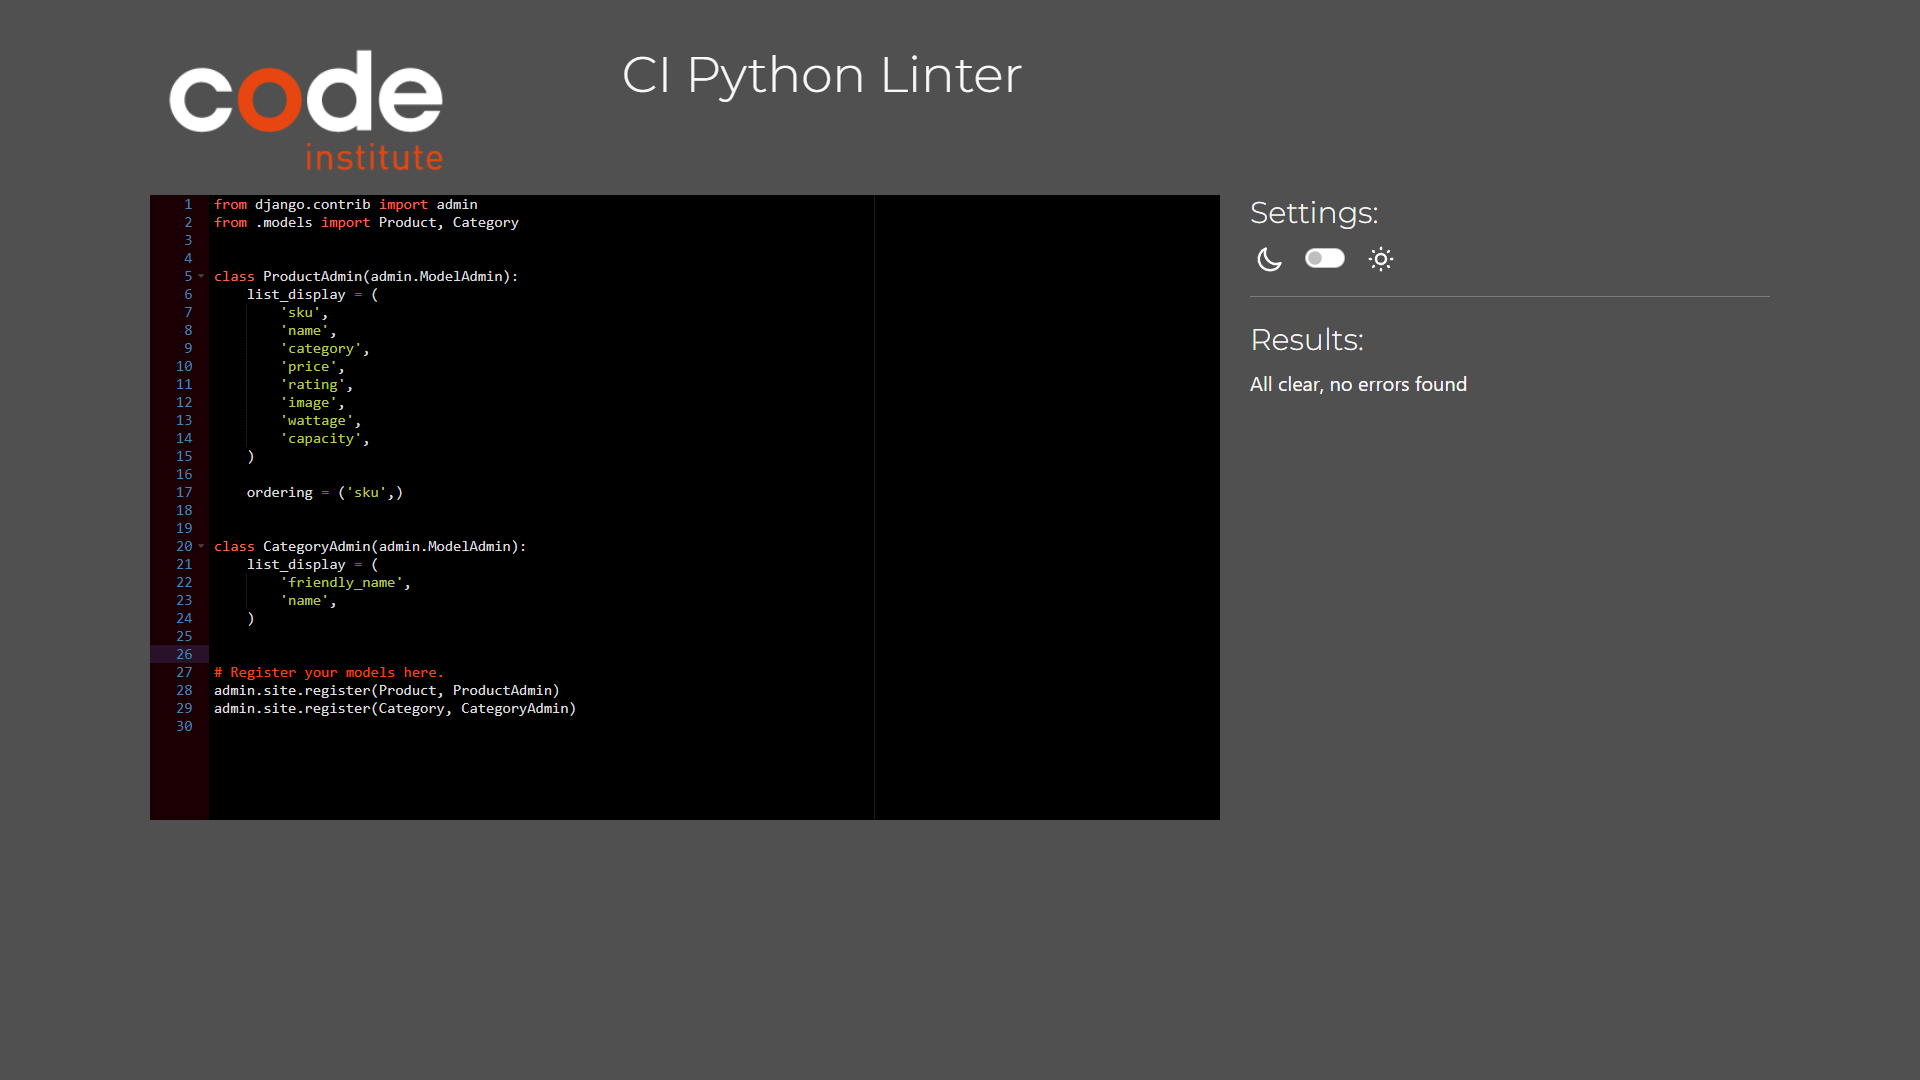 code
institute
CI Python Linter
1 from django.contrib import admin
2 from .models import Product, Category
3
4
5 class ProductAdmin(admin.ModelAdmin):
6     list_display = (
7         'sku',
8         'name',
9         'category',
10         'price',
11         'rating',
12         'image',
13         'wattage',
14         'capacity',
15     )
16
17     ordering = ('sku',)
18
19
20 class CategoryAdmin(admin.ModelAdmin):
21     list_display = (
22         'friendly_name',
23         'name',
24     )
25
26
27 # Register your models here.
28 admin.site.register(Product, ProductAdmin)
29 admin.site.register(Category, CategoryAdmin)
30
Settings:
Results:
All clear, no errors found